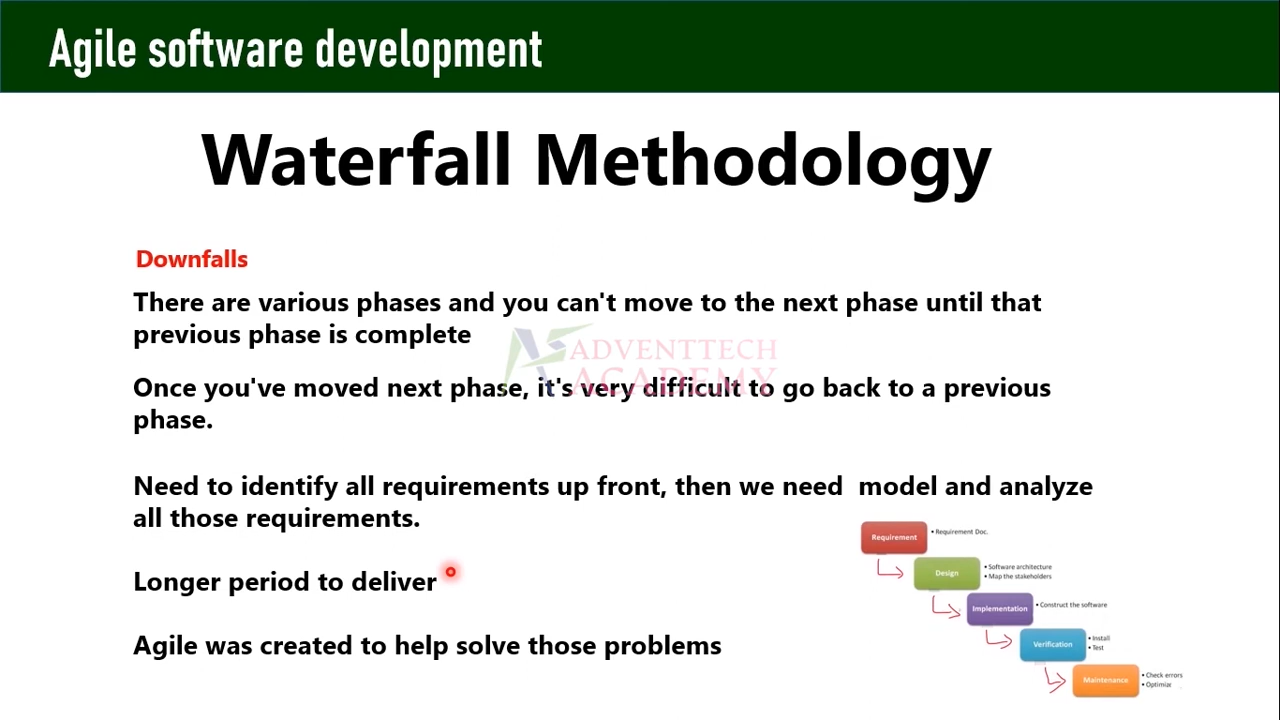 Agile software development
Waterfall Methodology
Downfalls
There are various phases and you can't move to the next phase until that
previous phase is complete
ADVENTTECH
ACADEMY
Once you've moved next phase, it's very difficult to go back to a previous
phase.
Need to identify all requirements up front, then we need model and analyze
all those requirements.
Longer period to deliver
Agile was created to help solve those problems
Requirement
• Requirement Doc.
Design
• Software architecture
• Map the stakeholders
Implementation
• Construct the software
Verification
• Install
• Test
Maintenance
• Check errors